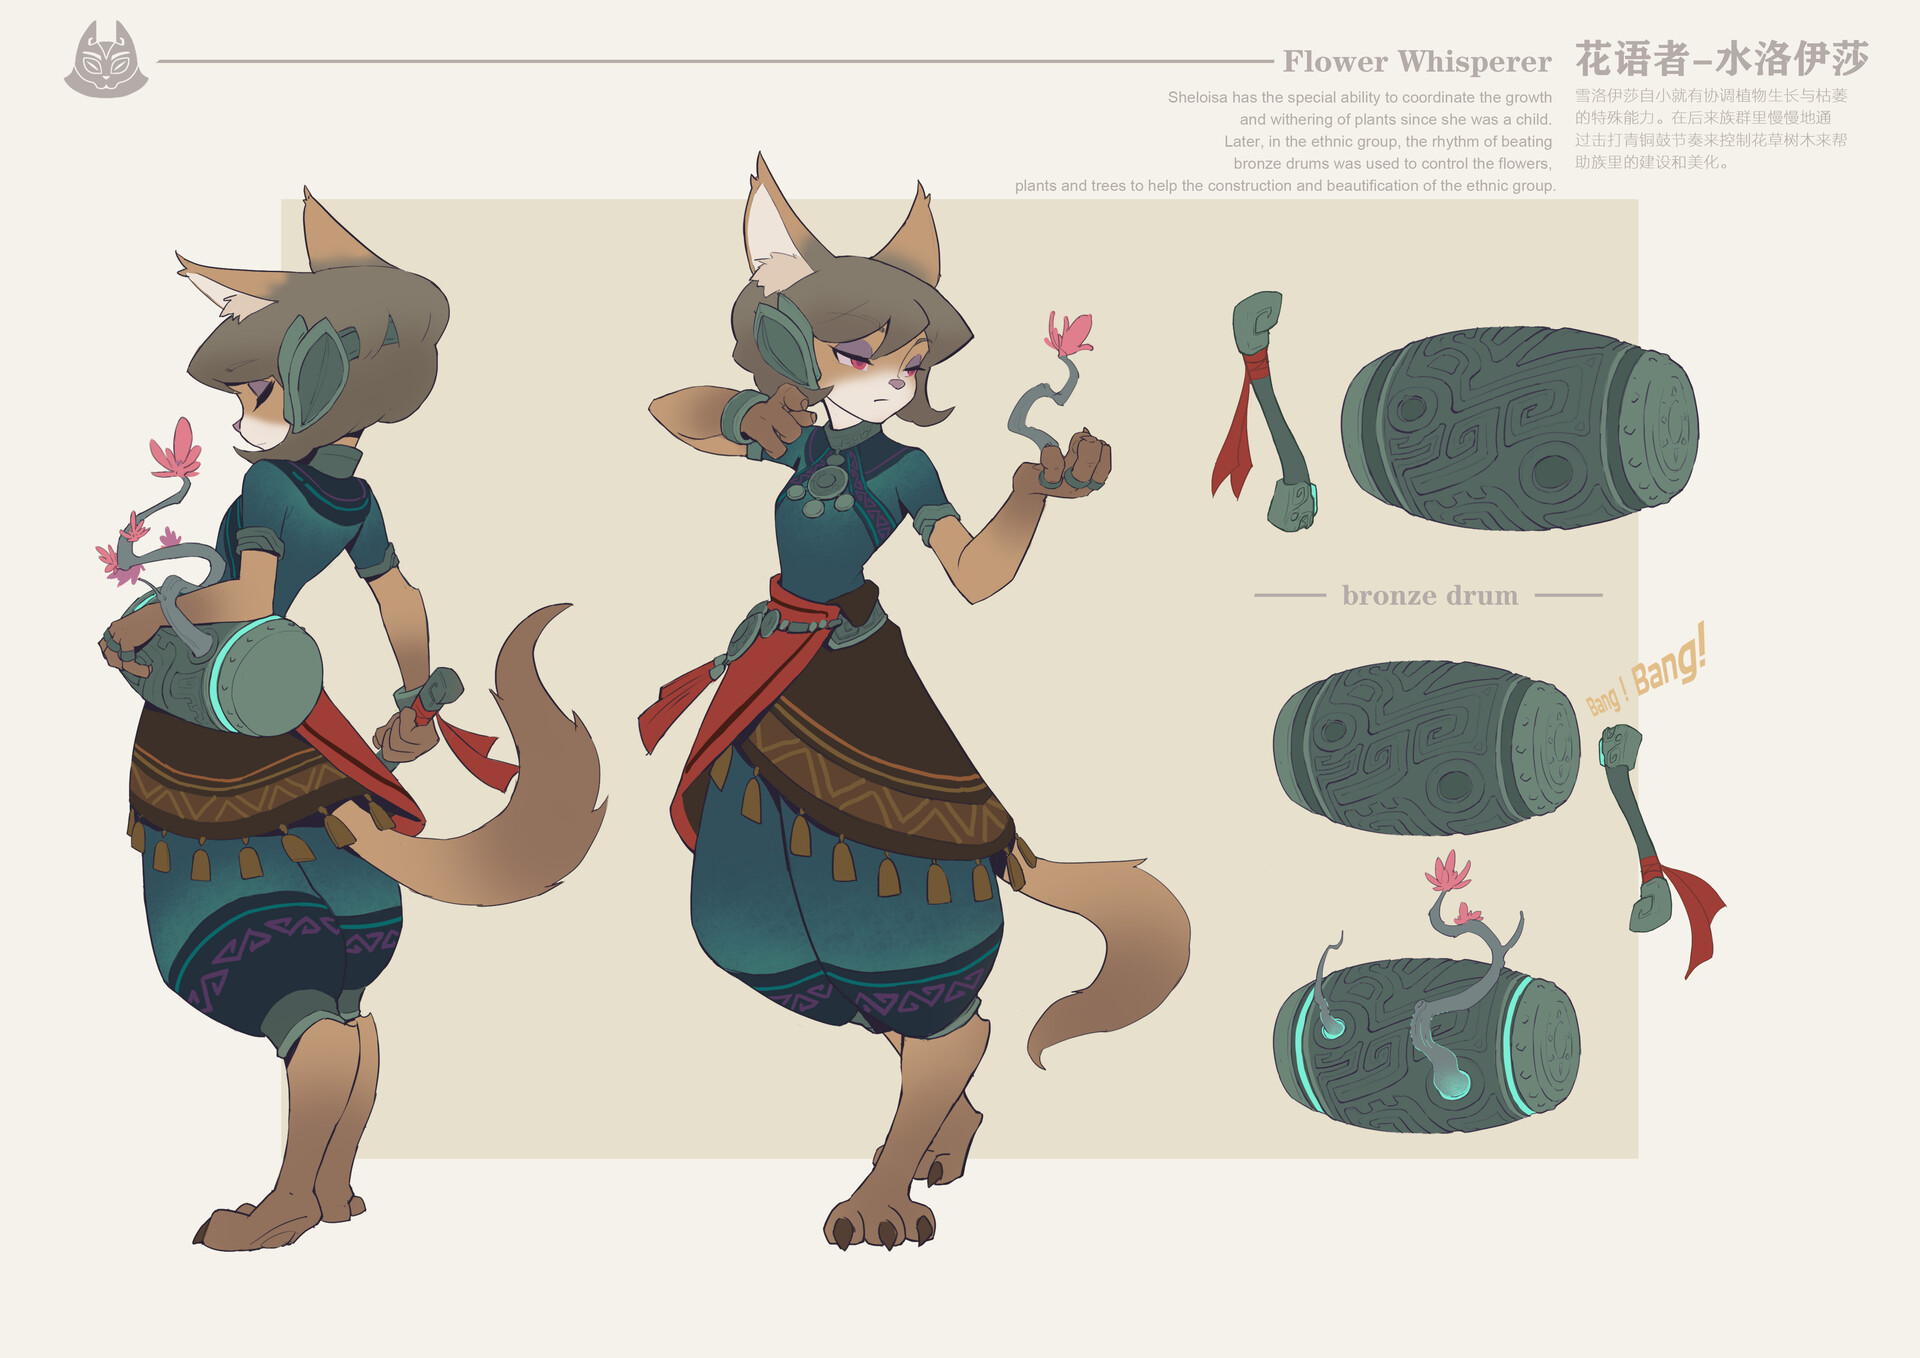 Flower Whisperer
Sheloisa has the special ability to coordinate the growth
and withering of plants since she was a child.
Later, in the ethnic group, the rhythm of beating
bronze drums was used to control the flowers,
plants and trees to help the construction and beautification of the ethnic group.
花语者-水洛伊莎
雪洛伊莎自小就有协调植物生长与枯萎
的特殊能力。在后来族群里慢慢地通
过击打青铜鼓节奏来控制花草树木来帮
助族里的建设和美化。
bronze drum
Bang! Bang!